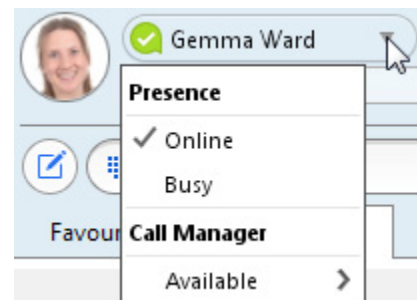 Gemma Ward
Presence
Online
Busy
Favour
Call Manager
Available